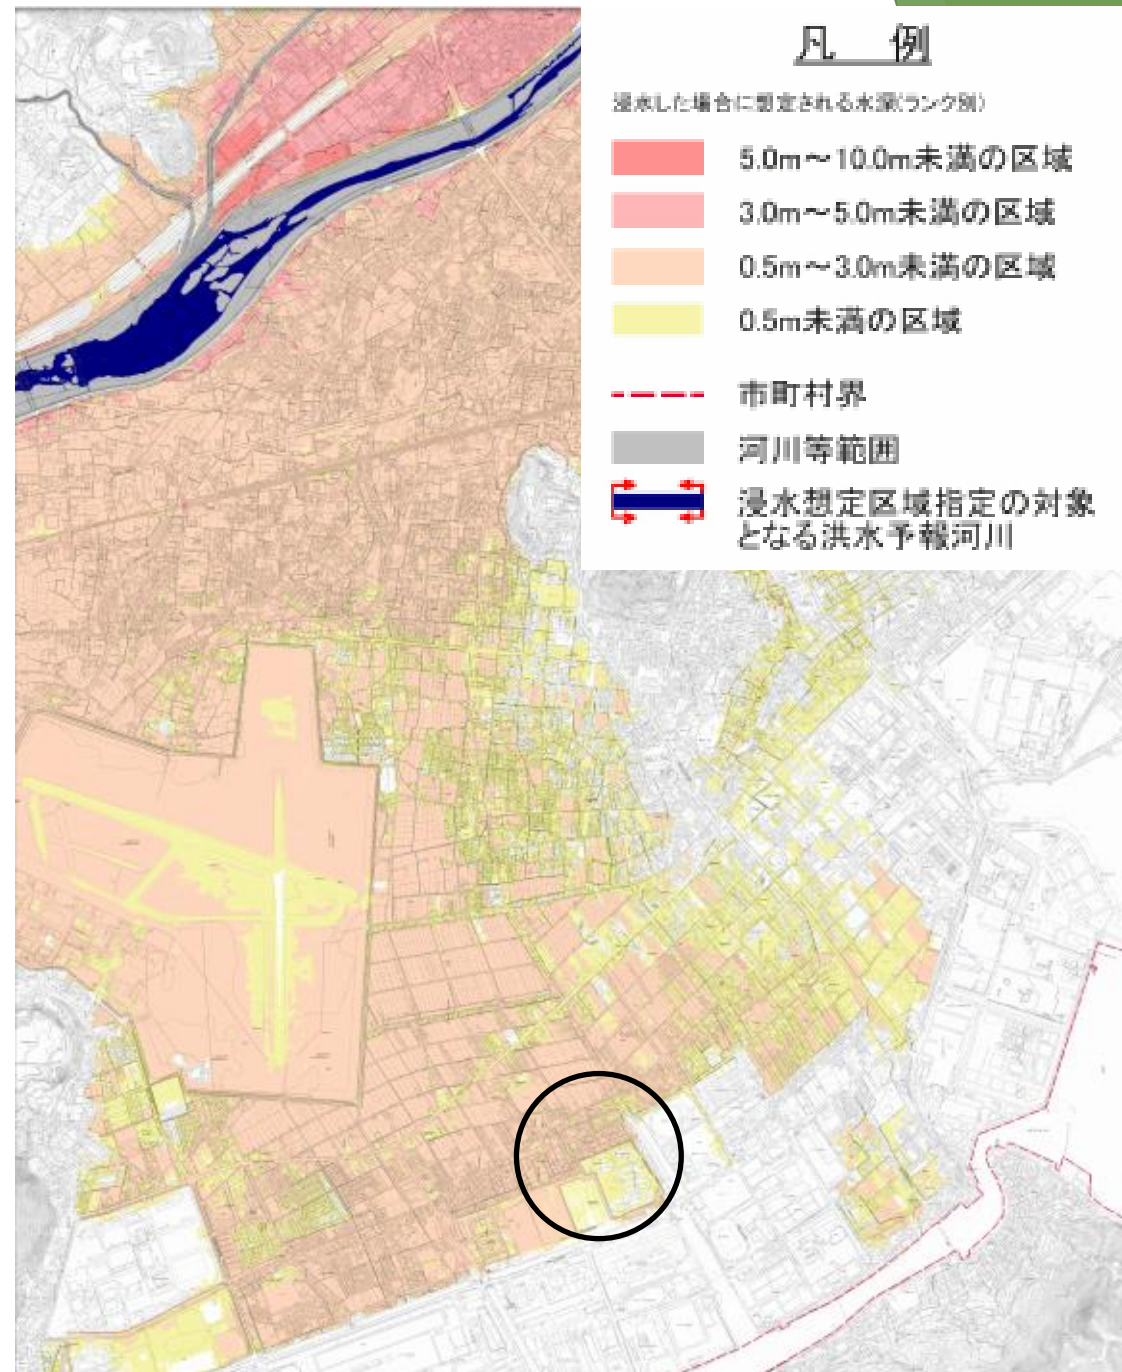 凡 例
浸水した場合に想定される水深(ランク別)
5.0m～10.0m未満の区域
3.0m～5.0m未満の区域
0.5m～3.0m未満の区域
0.5m未満の区域
市町村界
河川等範囲
浸水想定区域指定の対象
となる洪水予報河川